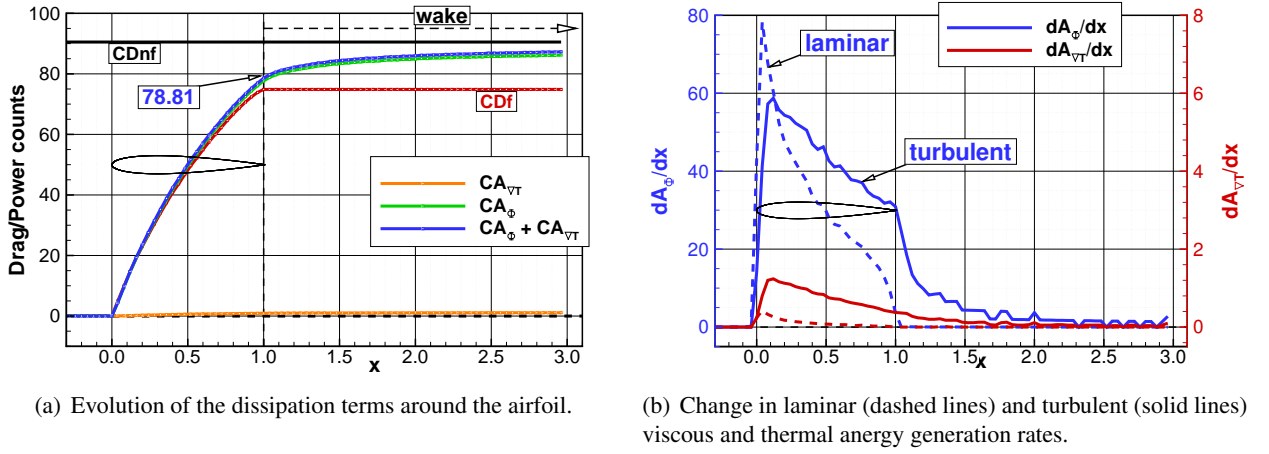 wake
CDnf
78.81
CDf
CA∇T
CAΦ
CAΦ + CA∇T
Drag/Power counts
100
80
60
40
20
0
0.0 0.5 1.0 1.5 2.0 2.5 3.0
x
(a) Evolution of the dissipation terms around the airfoil.
dAΦ/dx
dA∇T/dx
laminar
turbulent
dAΦ/dx
80
60
40
20
0
dA∇T/dx
8
6
4
2
0
0.0 0.5 1.0 1.5 2.0 2.5 3.0
x
(b) Change in laminar (dashed lines) and turbulent (solid lines)
viscous and thermal anergy generation rates.